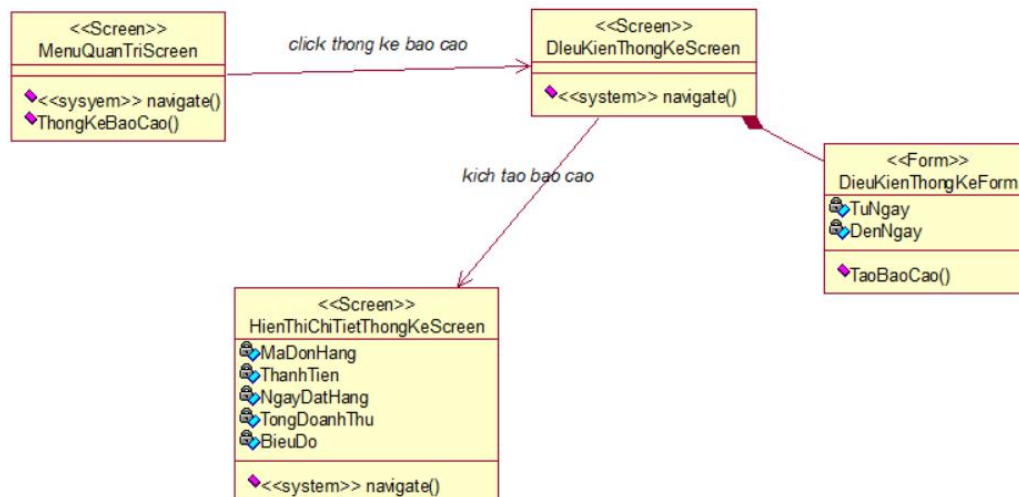 <<Screen>>
MenuQuanTriScreen
<<sysyem>> navigate()
ThongKeBaoCao()
click thong ke bao cao
<<Screen>>
DIeuKienThongKeScreen
<<system>> navigate()
kich tao bao cao
<<Form>>
DieuKienThongKeForm
TuNgay
DenNgay
TaoBaoCao()
<<Screen>>
HienThiChiTietThongKeScreen
MaDonHang
ThanhTien
NgayDatHang
TongDoanhThu
BieuDo
<<system>> navigate()